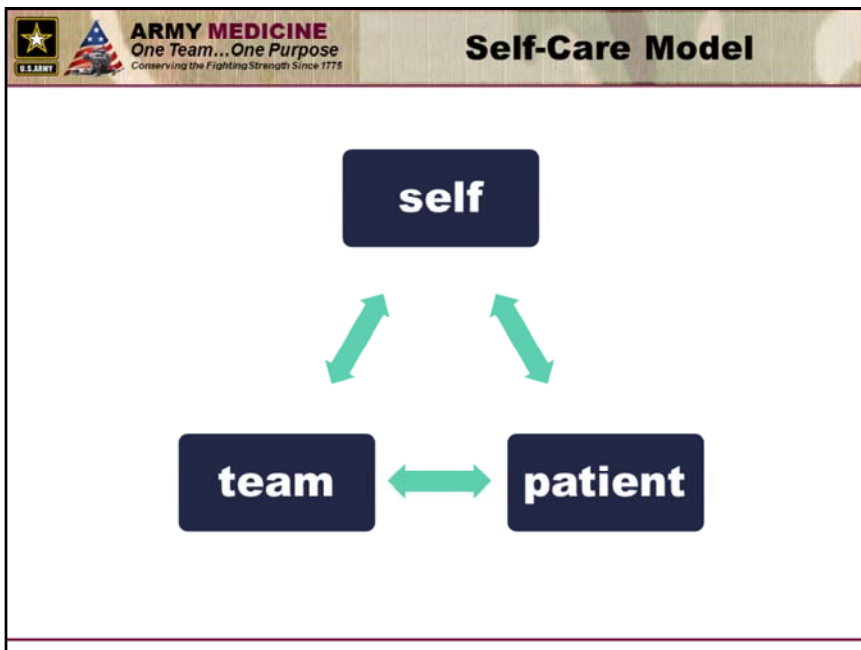 ARMY MEDICINE
One Team...One Purpose
Conserving the Fighting Strength Since 1775
U.S.ARMY
Self-Care Model
self
team
patient